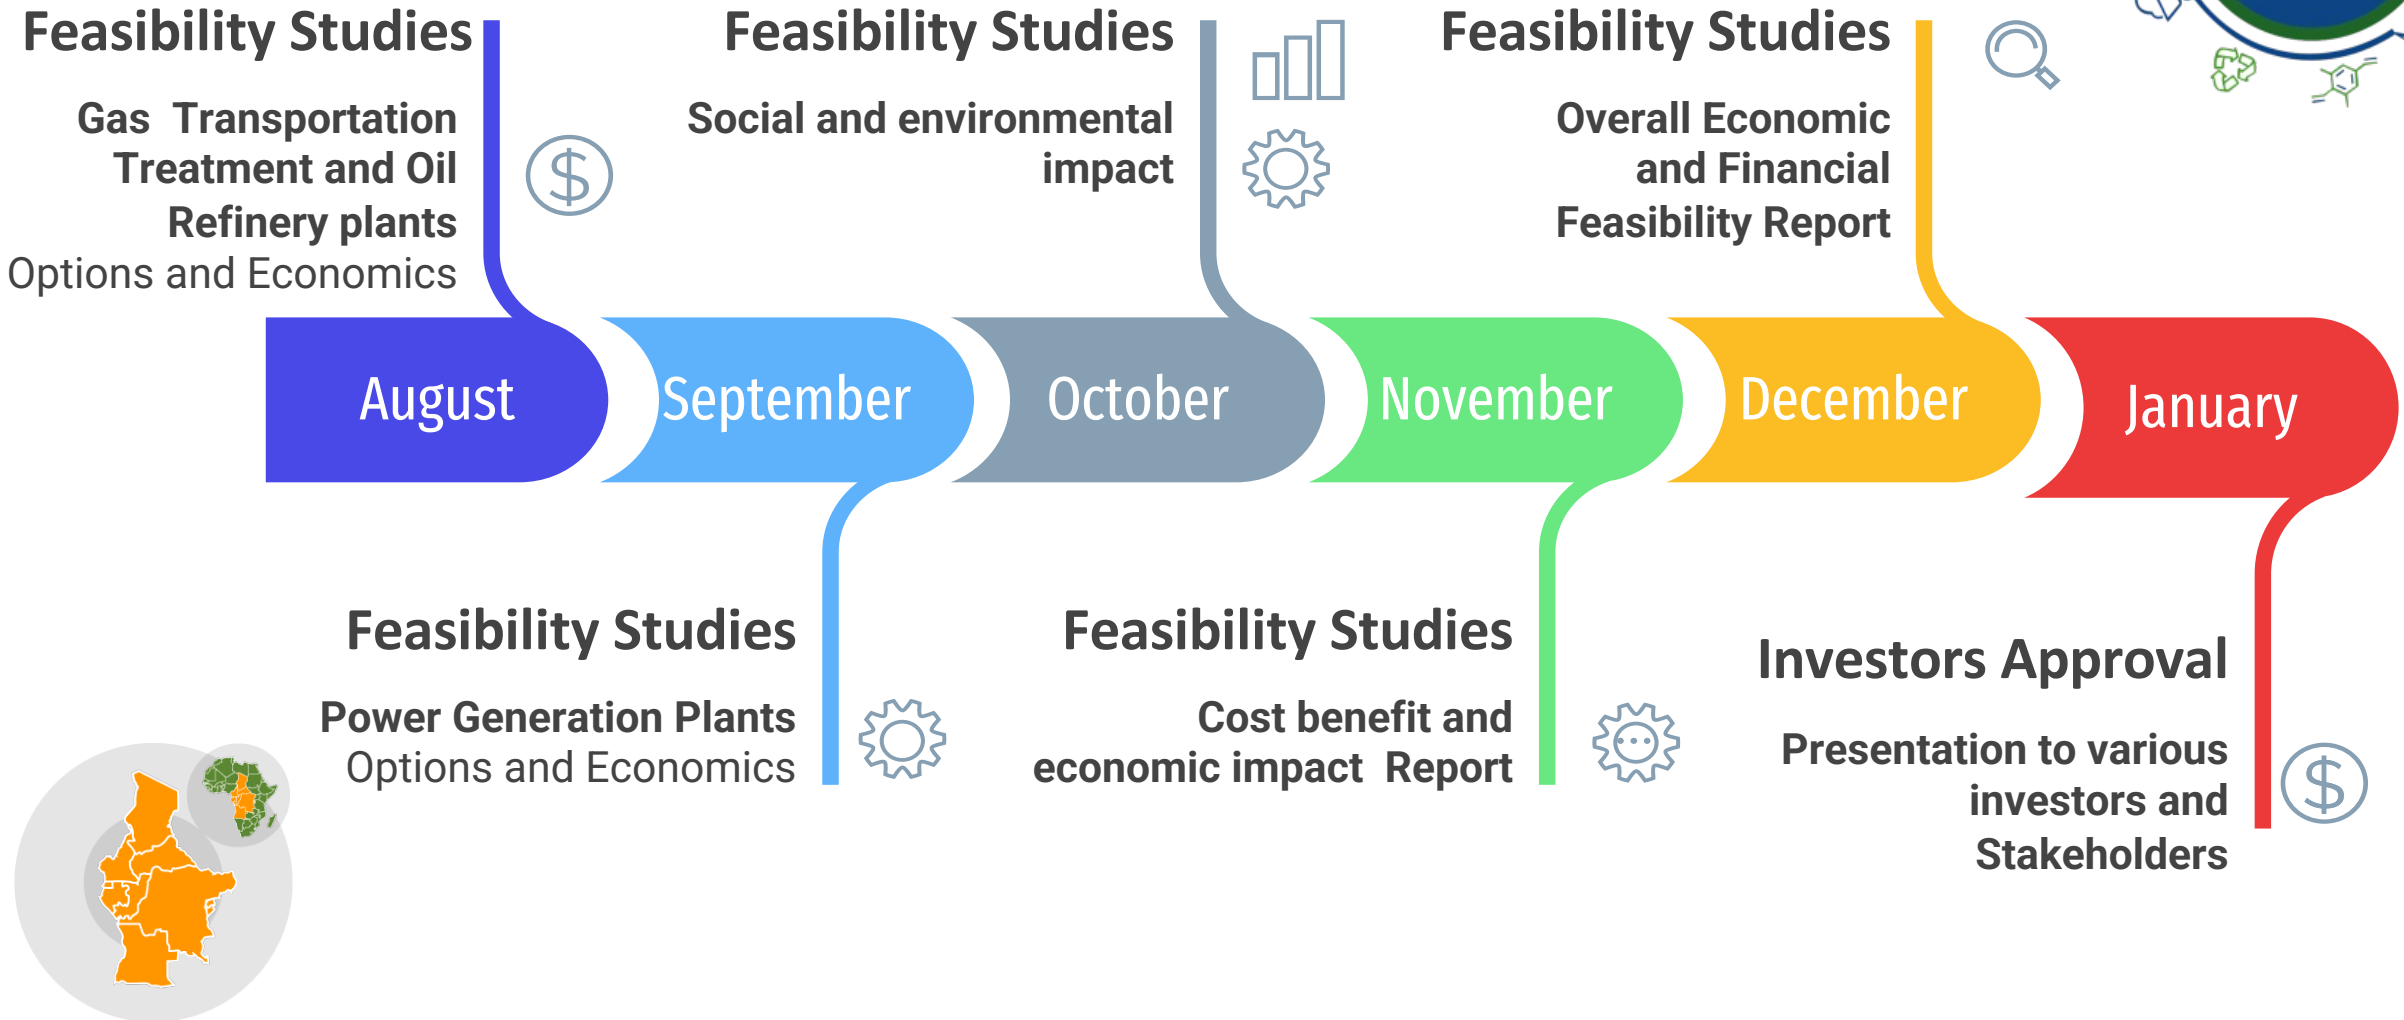 Feasibility Studies
Gas  Transportation
Treatment and Oil
Refinery plants
Options and Economics
Feasibility Studies
Social and environmental
impact
Feasibility Studies
Overall Economic
and Financial
Feasibility Report
August
September
October
November
December
January
Feasibility Studies
Power Generation Plants
Options and Economics
Feasibility Studies
Cost benefit and
economic impact  Report
Investors Approval
Presentation to various
investors and
Stakeholders